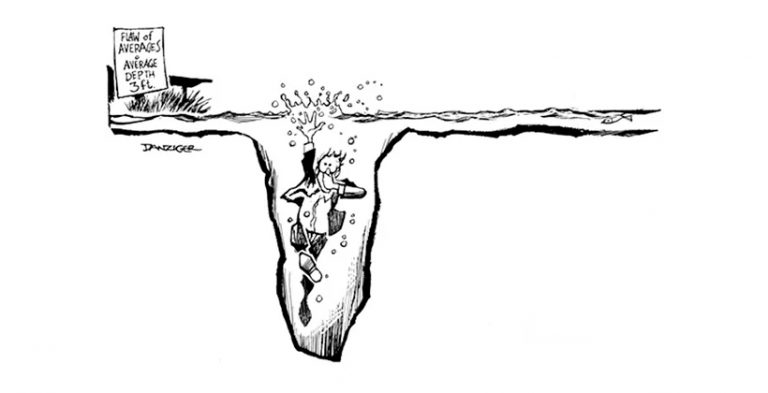 FLAW of
AVERAGES
AVERAGE
DEPTH
3 ft.
DANZIGER